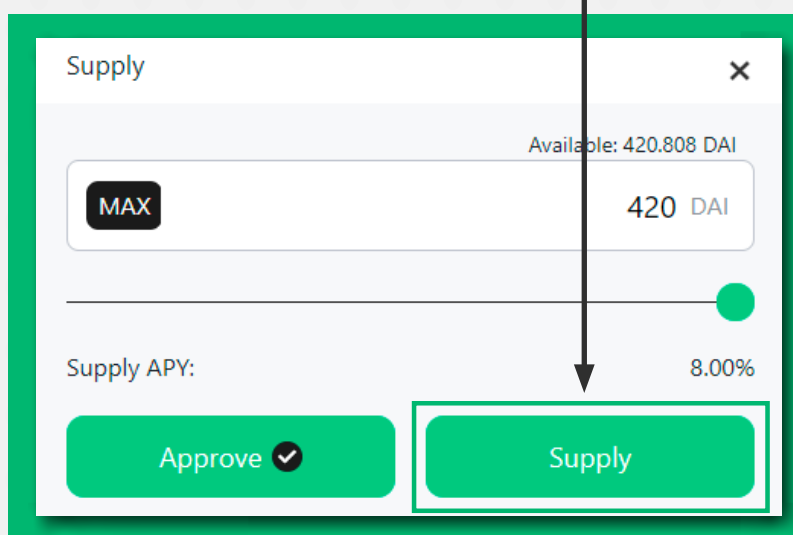 Supply
Available: 420.808 DAI
MAX 420 DAI
Supply APY: 8.00%
Approve Supply